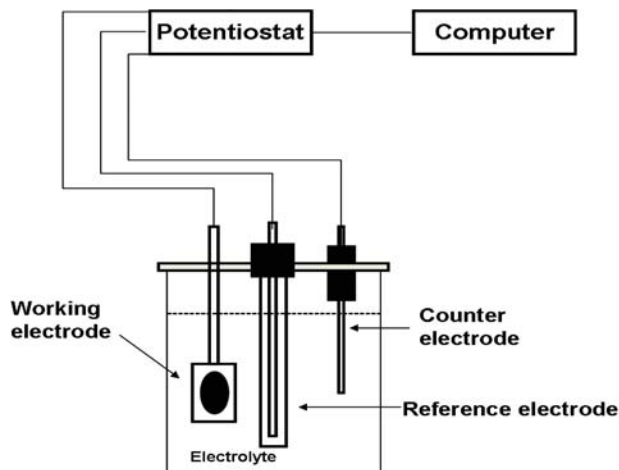 Potentiostat
Computer
Working
electrode
Counter
electrode
Reference electrode
Electrolyte